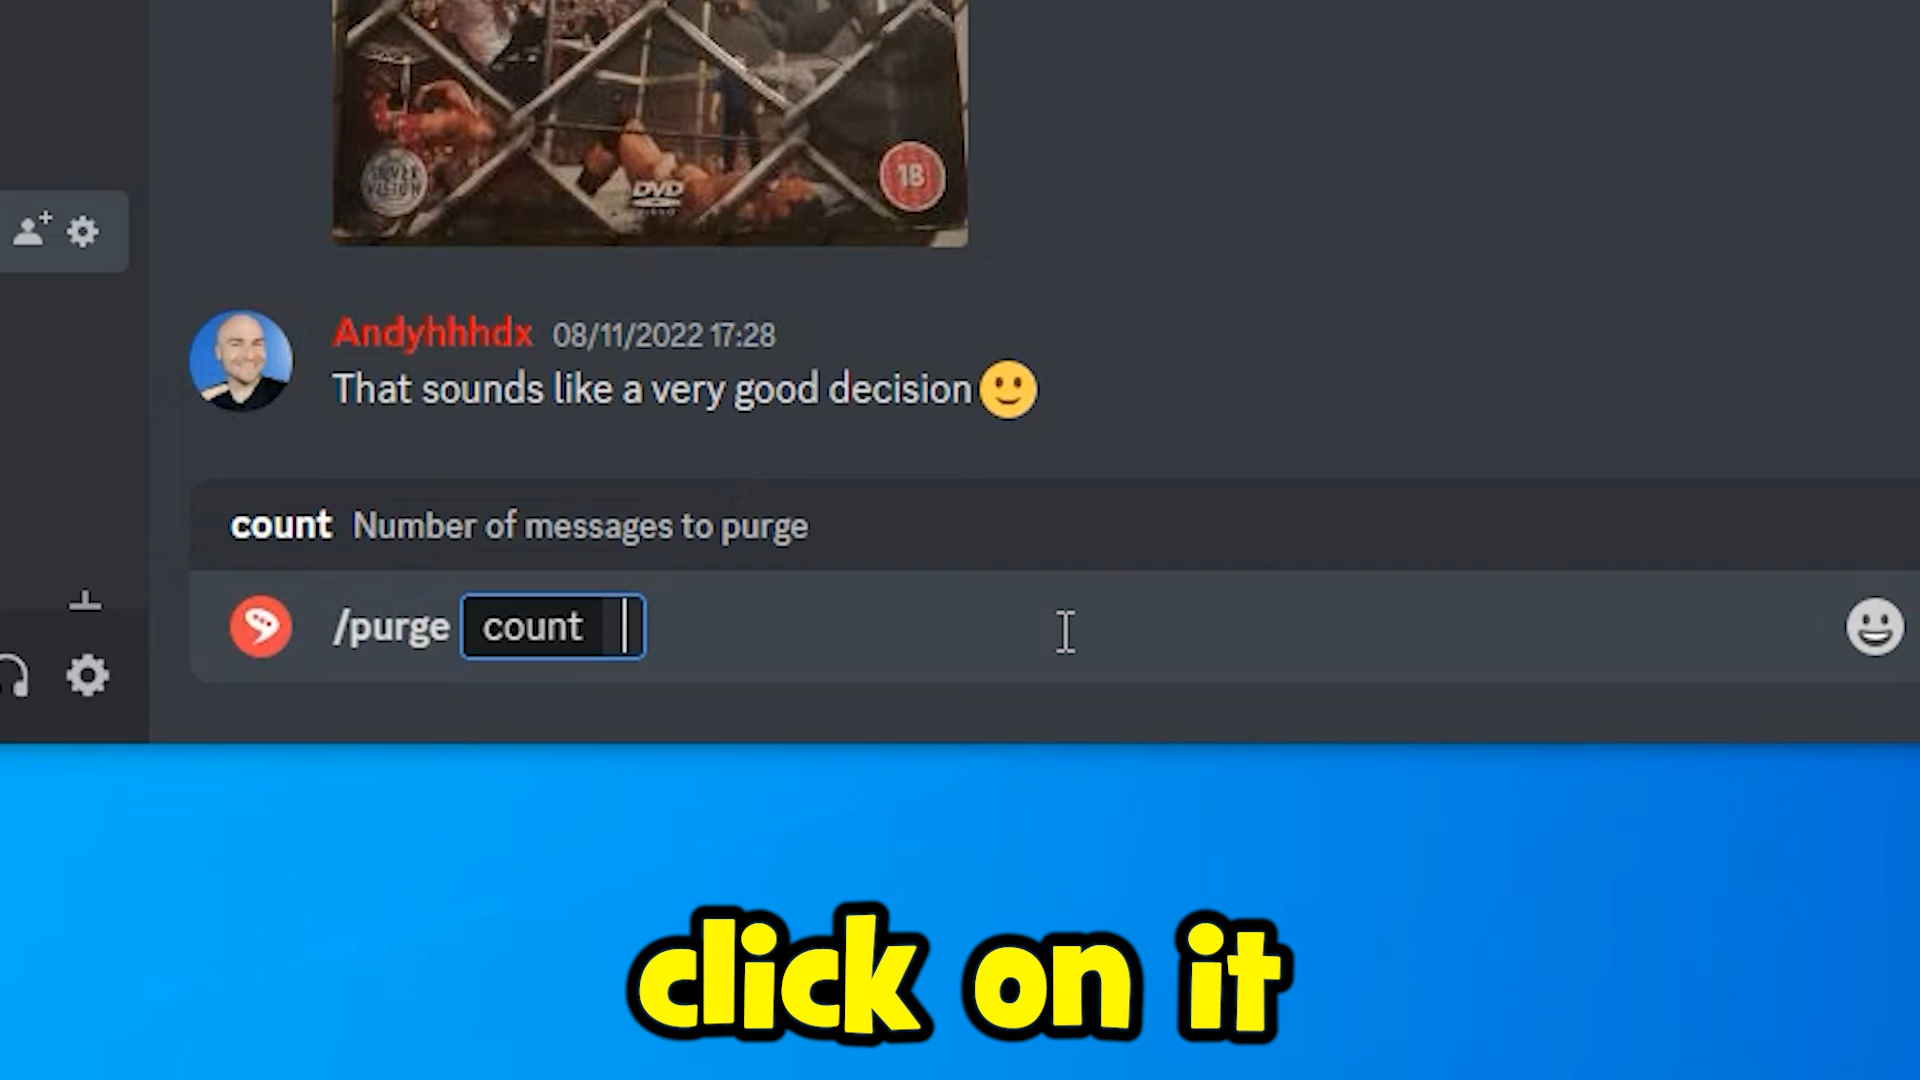 DVD
18
Andyhhhdx 08/11/2022 17:28
That sounds like a very good decision
count Number of messages to purge
/purge count
click on it